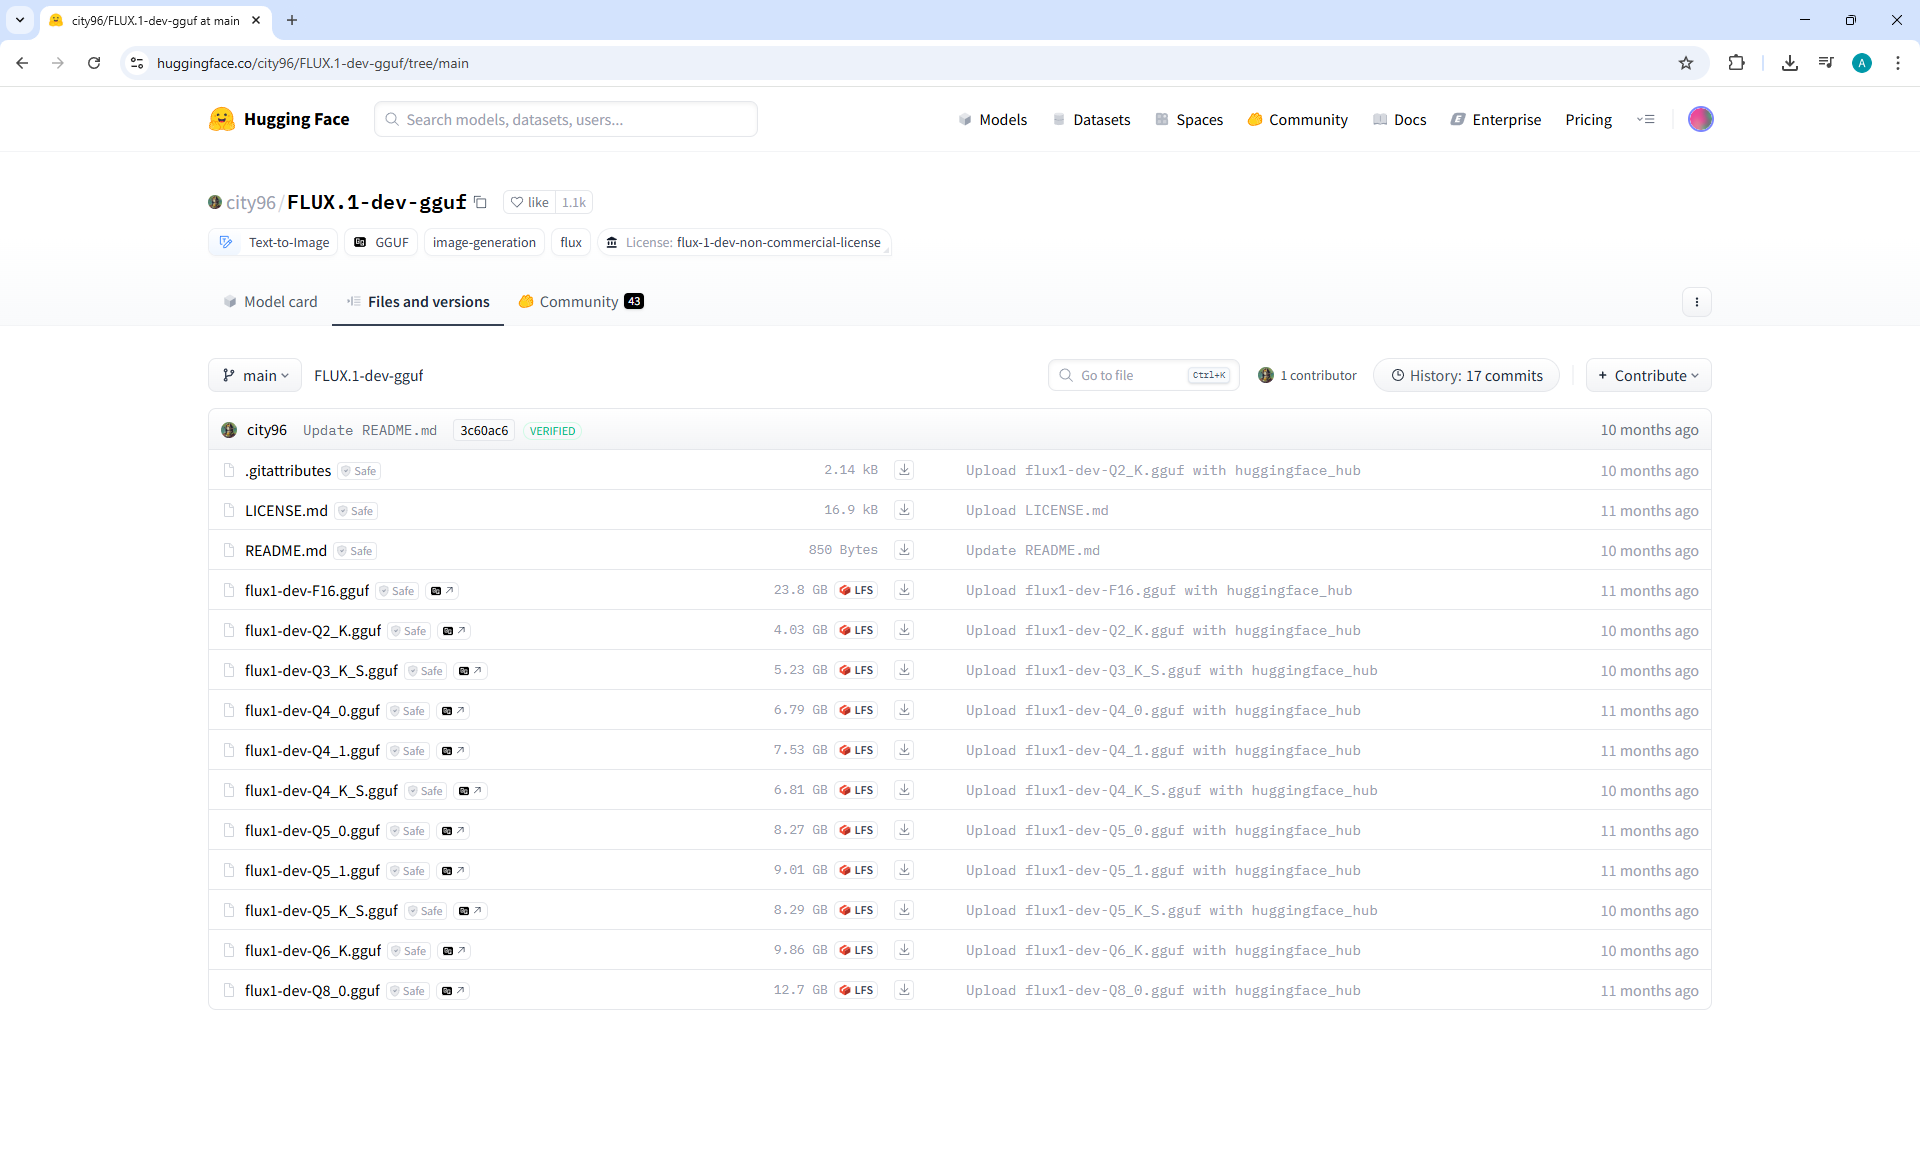 city96/FLUX.1-dev-gguf at main
huggingface.co/city96/FLUX.1-dev-gguf/tree/main
A
Hugging Face
Search models, datasets, users...
Models
Datasets
Spaces
Community
Docs
Enterprise
Pricing
city96/FLUX.1-dev-gguf
like 1.1k
Text-to-Image
GGUF
image-generation
flux
License: flux-1-dev-non-commercial-license
Model card
Files and versions
Community 43
main
FLUX.1-dev-gguf
Go to file
Ctrl+K
1 contributor
History: 17 commits
+ Contribute
city96 Update README.md 3c60ac6 VERIFIED 10 months ago
.gitattributes Safe 2.14 kB Upload flux1-dev-Q2_K.gguf with huggingface_hub 10 months ago
LICENSE.md Safe 16.9 kB Upload LICENSE.md 11 months ago
README.md Safe 850 Bytes Update README.md 10 months ago
flux1-dev-F16.gguf Safe 23.8 GB LFS Upload flux1-dev-F16.gguf with huggingface_hub 11 months ago
flux1-dev-Q2_K.gguf Safe 4.03 GB LFS Upload flux1-dev-Q2_K.gguf with huggingface_hub 10 months ago
flux1-dev-Q3_K_S.gguf Safe 5.23 GB LFS Upload flux1-dev-Q3_K_S.gguf with huggingface_hub 10 months ago
flux1-dev-Q4_0.gguf Safe 6.79 GB LFS Upload flux1-dev-Q4_0.gguf with huggingface_hub 11 months ago
flux1-dev-Q4_1.gguf Safe 7.53 GB LFS Upload flux1-dev-Q4_1.gguf with huggingface_hub 11 months ago
flux1-dev-Q4_K_S.gguf Safe 6.81 GB LFS Upload flux1-dev-Q4_K_S.gguf with huggingface_hub 10 months ago
flux1-dev-Q5_0.gguf Safe 8.27 GB LFS Upload flux1-dev-Q5_0.gguf with huggingface_hub 11 months ago
flux1-dev-Q5_1.gguf Safe 9.01 GB LFS Upload flux1-dev-Q5_1.gguf with huggingface_hub 11 months ago
flux1-dev-Q5_K_S.gguf Safe 8.29 GB LFS Upload flux1-dev-Q5_K_S.gguf with huggingface_hub 10 months ago
flux1-dev-Q6_K.gguf Safe 9.86 GB LFS Upload flux1-dev-Q6_K.gguf with huggingface_hub 10 months ago
flux1-dev-Q8_0.gguf Safe 12.7 GB LFS Upload flux1-dev-Q8_0.gguf with huggingface_hub 11 months ago